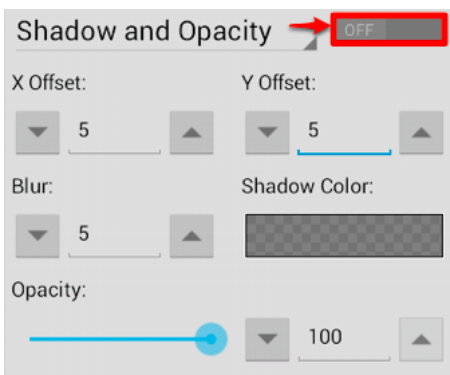 Shadow and Opacity OFF
X Offset: Y Offset:
5 5
Blur: Shadow Color:
5
Opacity:
100